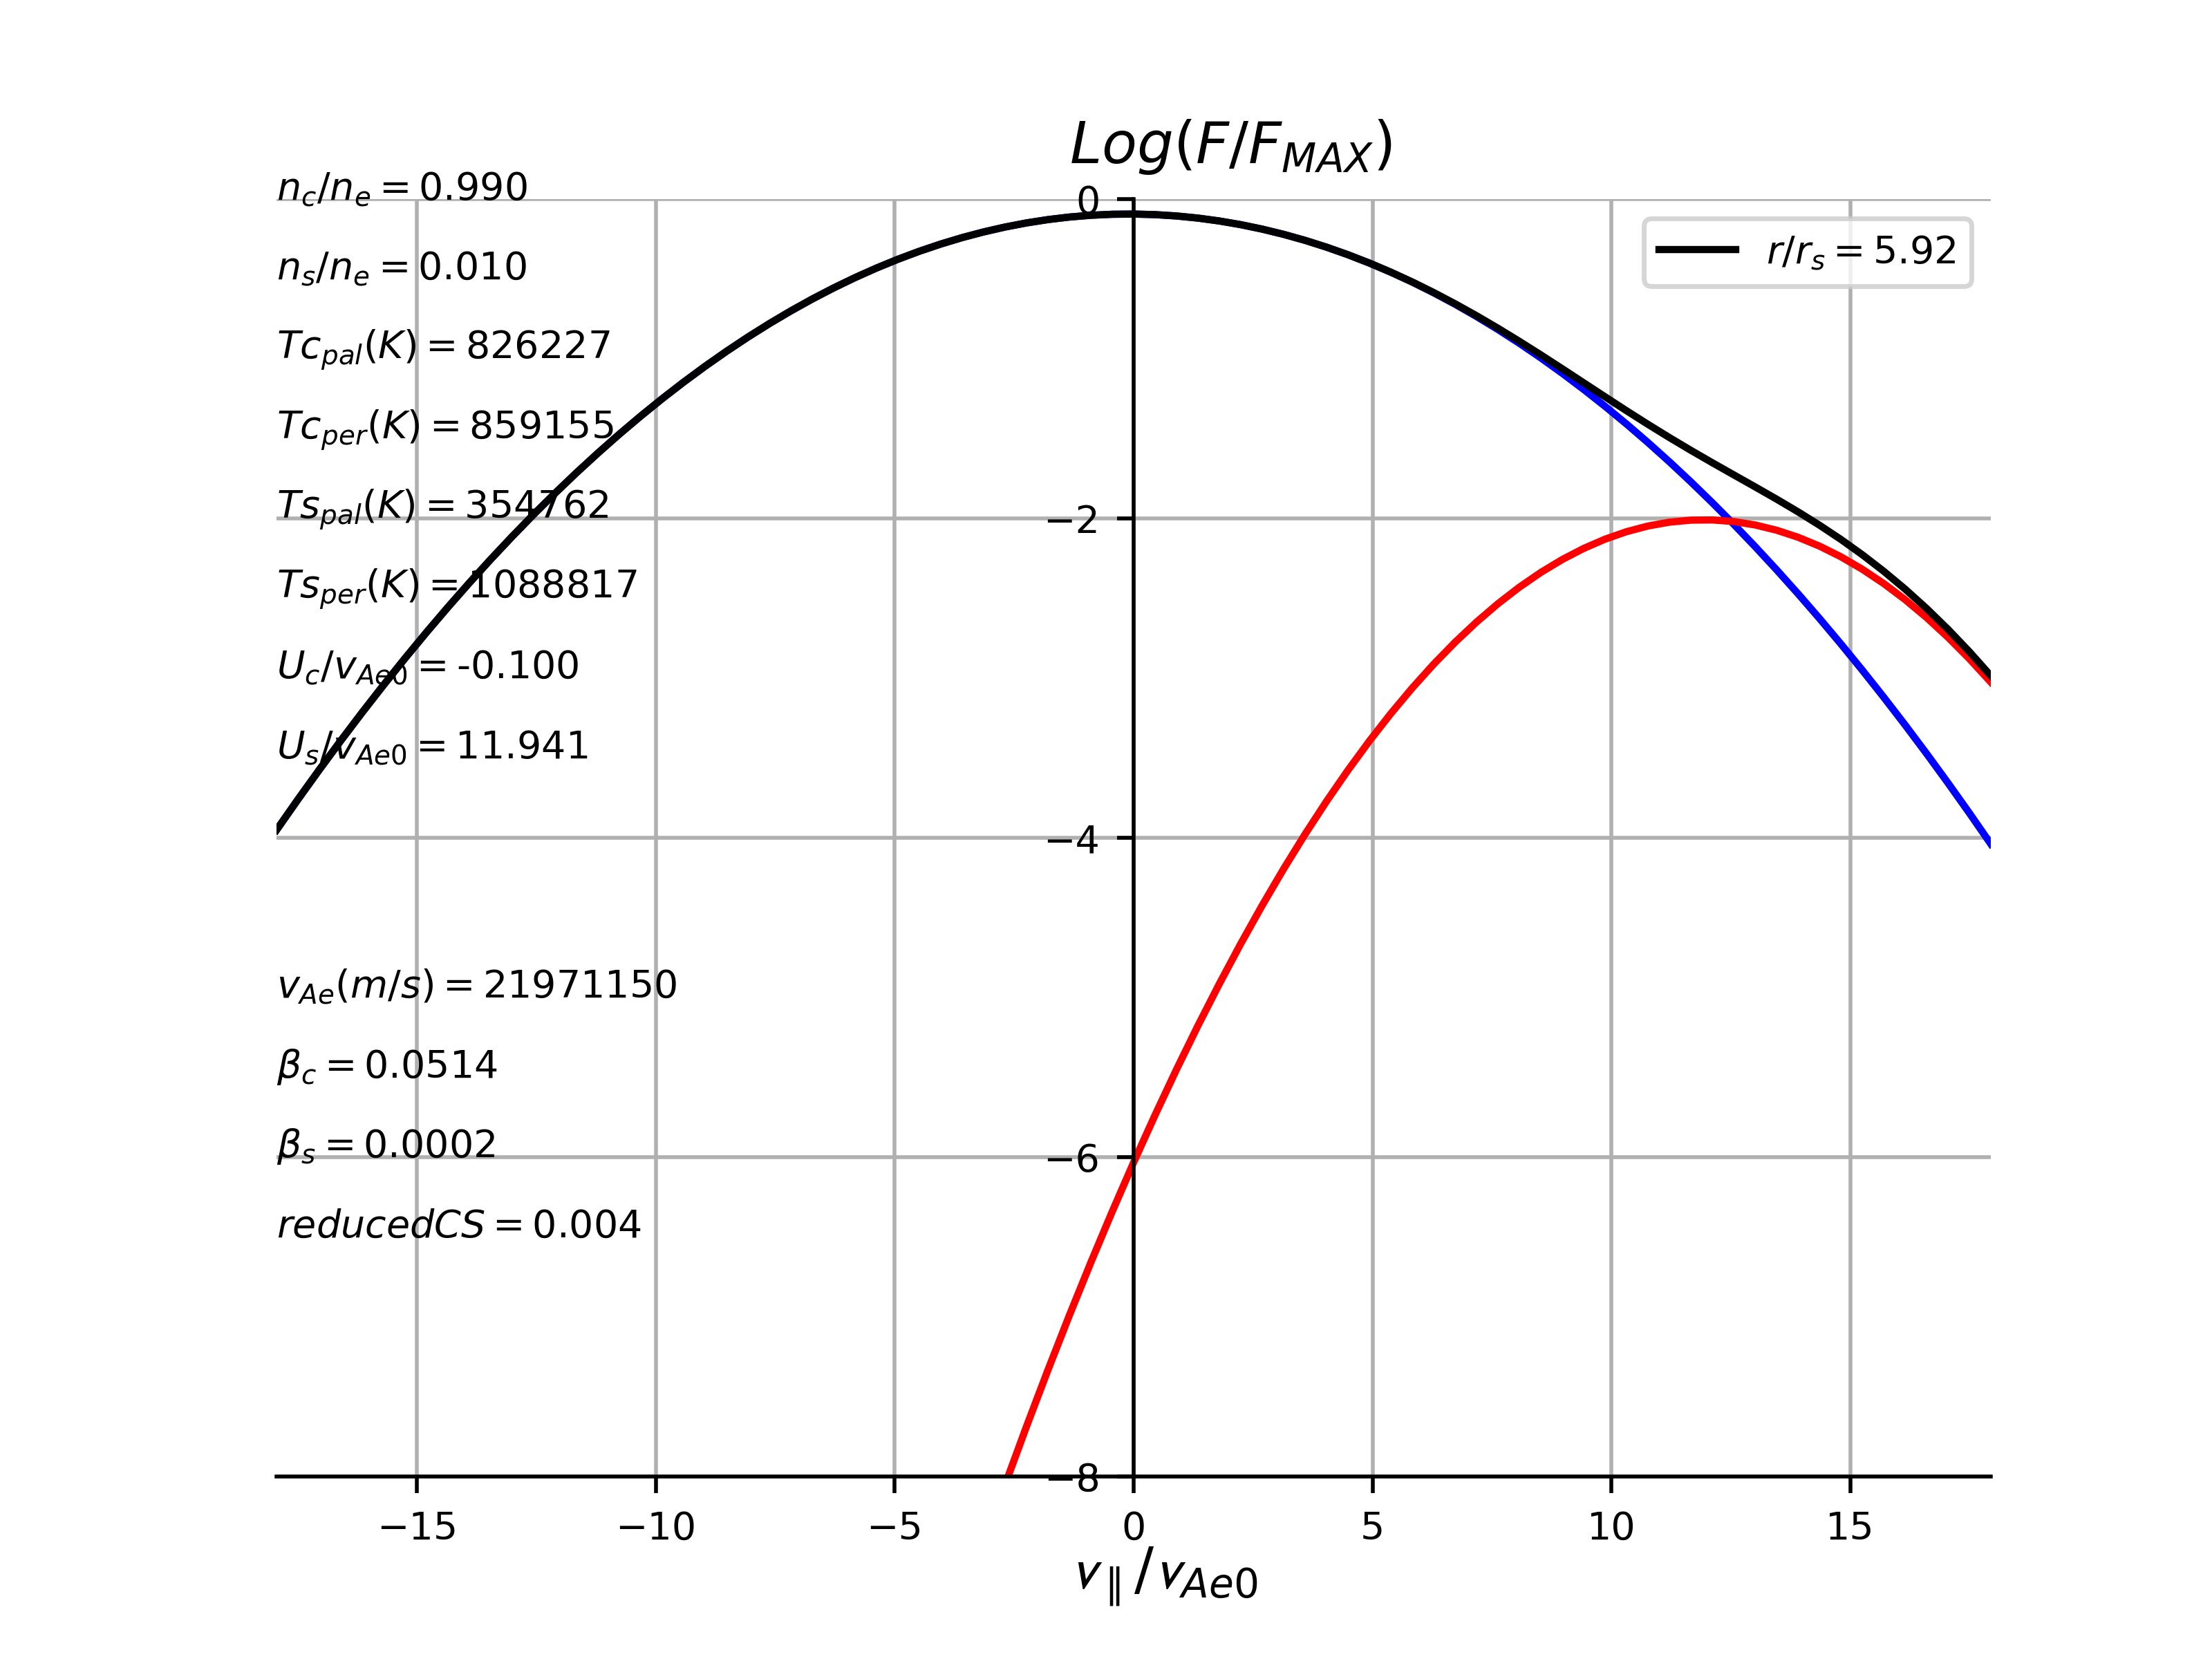 Log(F/F_MAX)
n_c/n_e = 0.990
n_s/n_e = 0.010
Tc_pal(K) = 826227
Tc_per(K) = 859155
Ts_pal(K) = 354762
Ts_per(K) = 1088817
U_c/v_Ae0 = -0.100
U_s/v_Ae0 = 11.941
v_Ae(m/s) = 21971150
β_c = 0.0514
β_s = 0.0002
reducedCS = 0.004
r/r_s = 5.92
0
−2
−4
−6
−8
−15 −10 −5 0 5 10 15
v_∥/v_Ae0